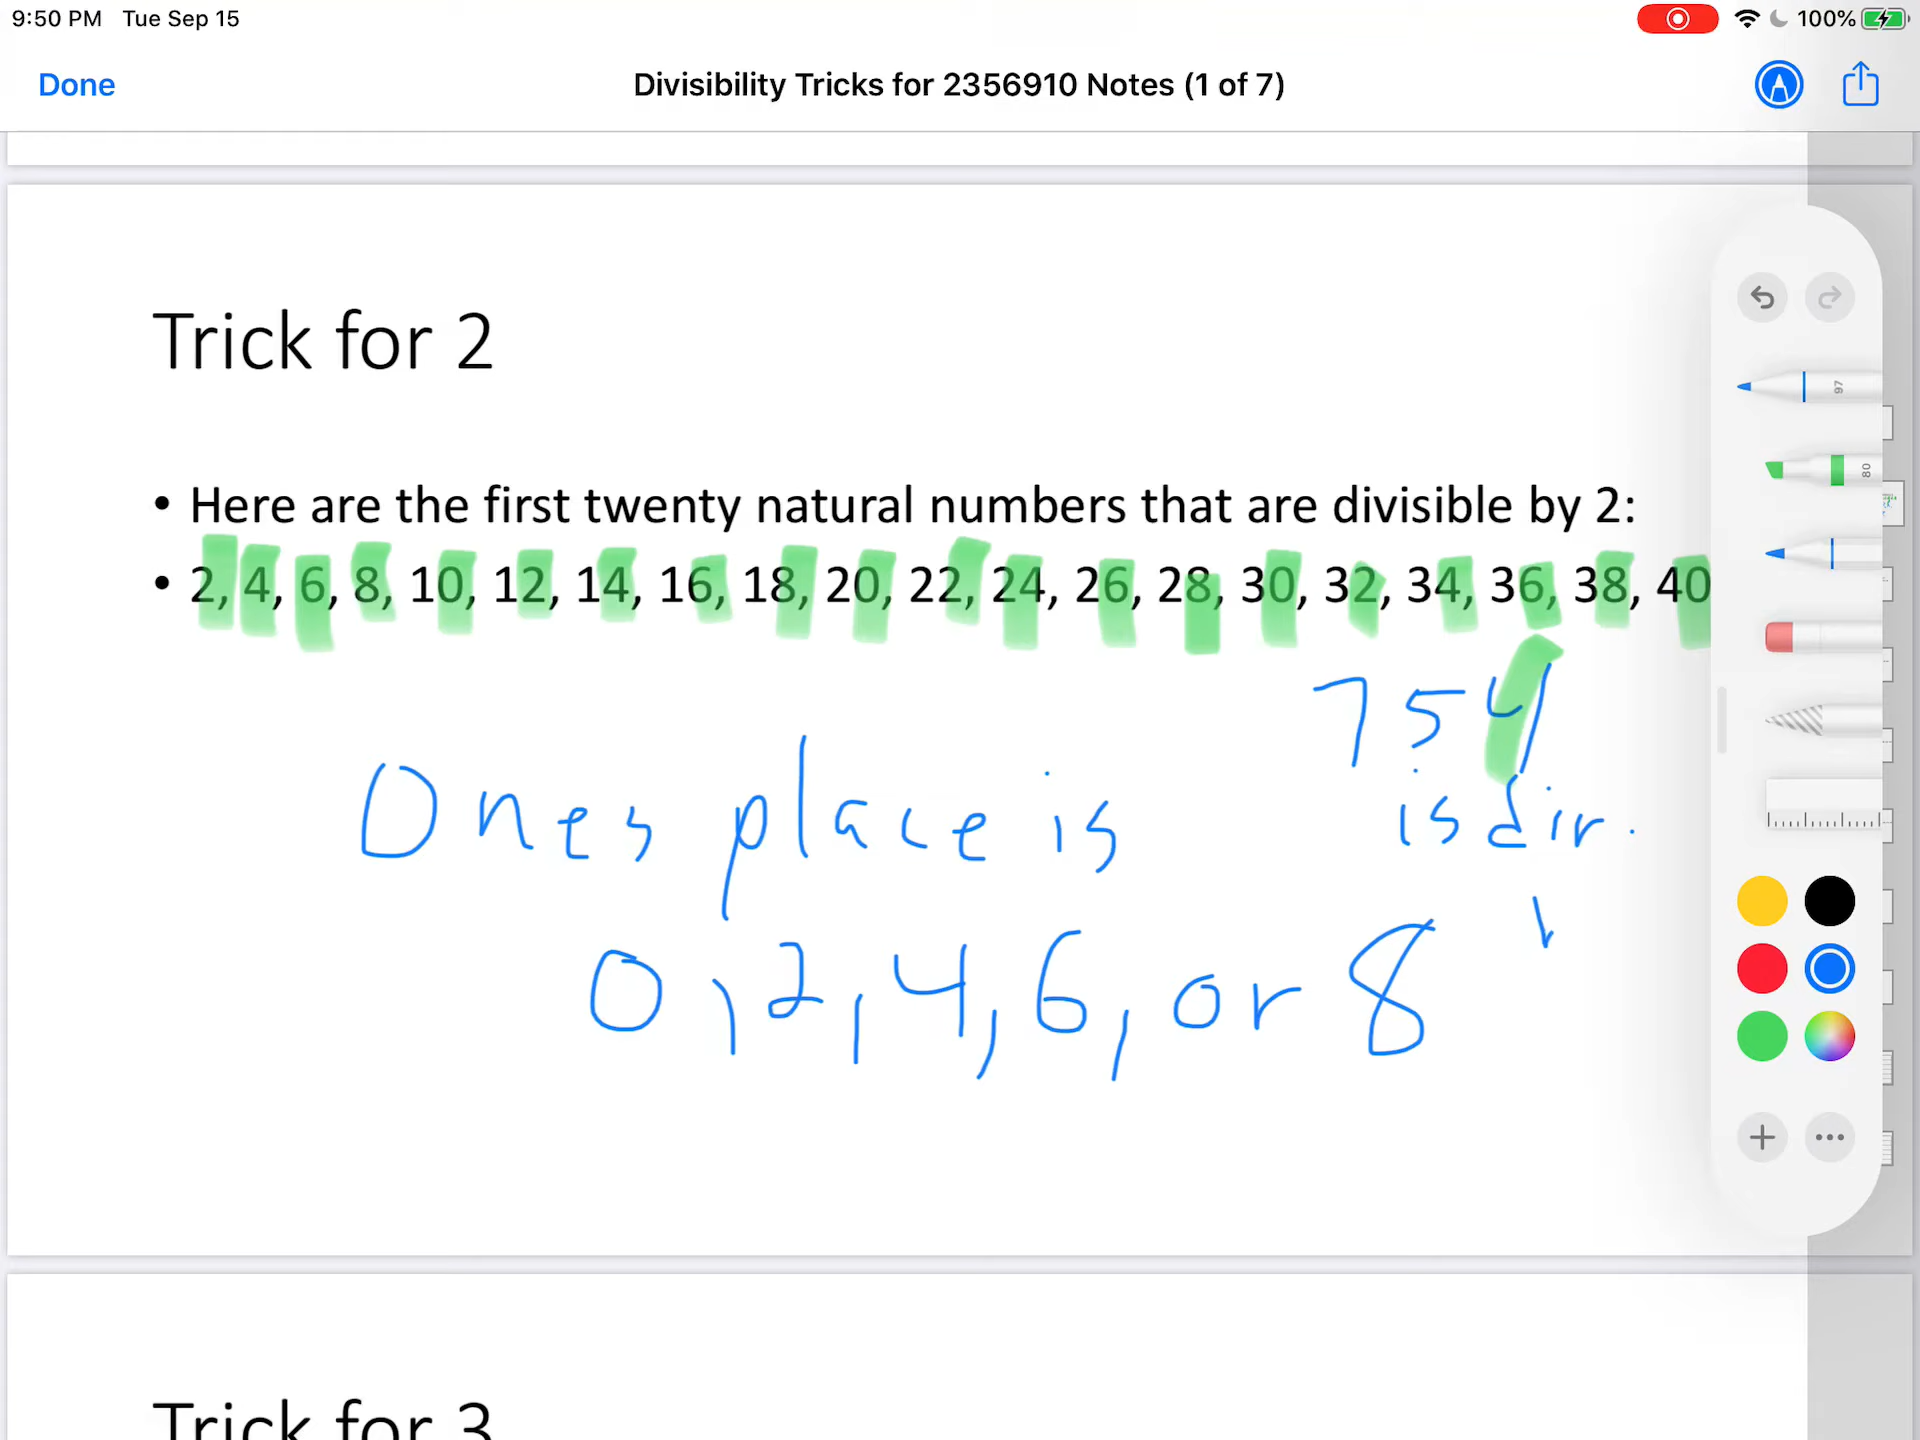 9:50 PM Tue Sep 15
100%
Done
Divisibility Tricks for 2356910 Notes (1 of 7)
Trick for 2
• Here are the first twenty natural numbers that are divisible by 2:
• 2, 4, 6, 8, 10, 12, 14, 16, 18, 20, 22, 24, 26, 28, 30, 32, 34, 36, 38, 40
754
Ones place is
is div.
0, 2, 4, 6, or 8
97
80
Trick for 3